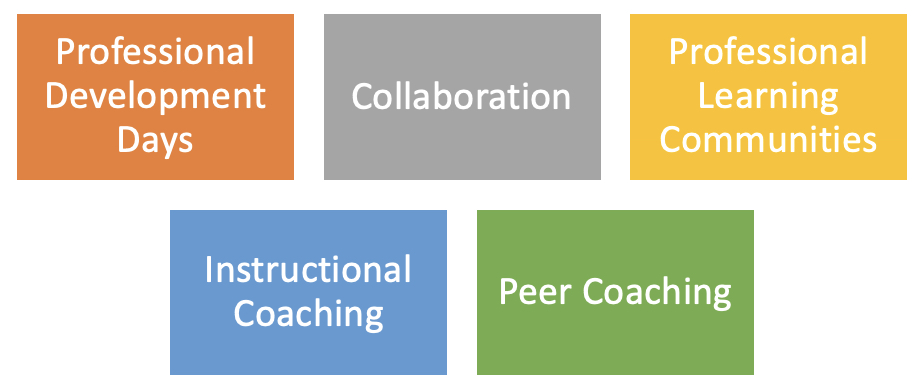 Professional
Development
Days
Collaboration
Professional
Learning
Communities
Instructional
Coaching
Peer Coaching